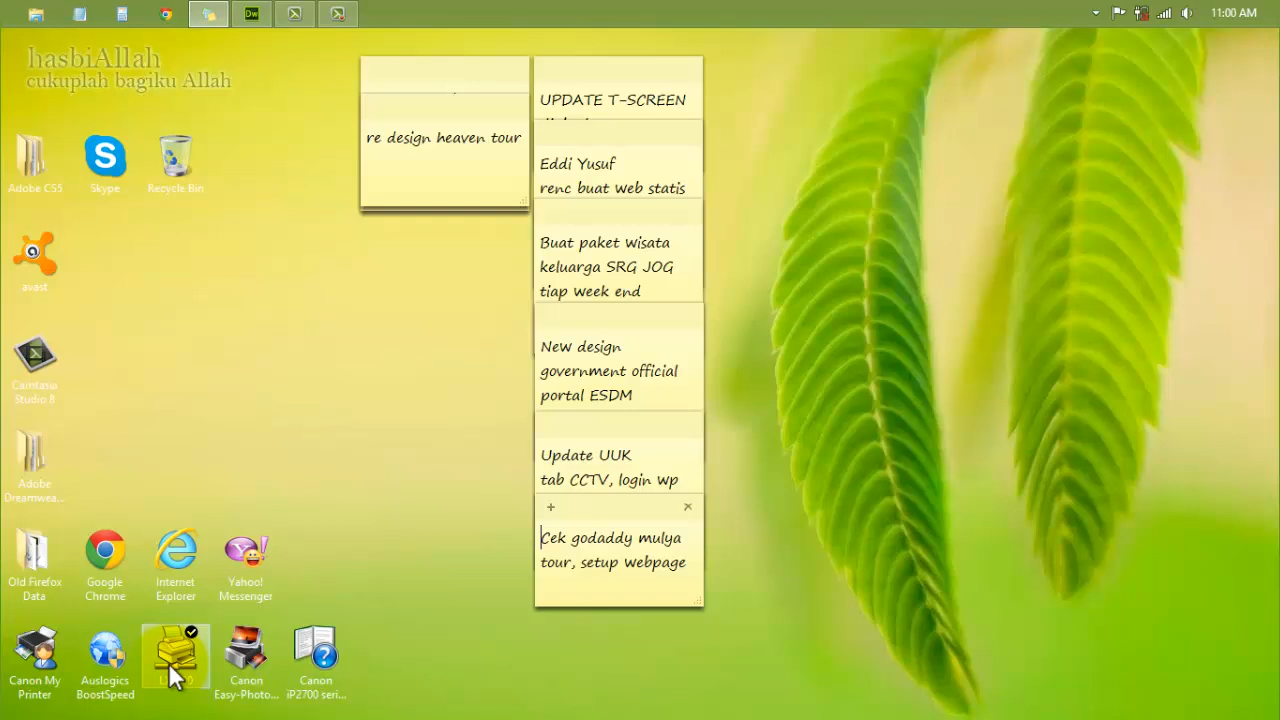 11:00 AM
hasbiAllah
cukuplah bagiku Allah
Adobe CS5
Skype
Recycle Bin
avast
Camtasia
Studio 8
Adobe
Dreamwea...
Old Firefox
Data
Google
Chrome
Internet
Explorer
Yahoo!
Messenger
Canon My
Printer
Auslogics
BoostSpeed
Canon
Easy-Photo...
Canon
iP2700 seri...
re design heaven tour
UPDATE T-SCREEN
Eddi Yusuf
renc buat web statis
Buat paket wisata
keluarga SRG JOG
tiap week end
New design
government official
portal ESDM
Update UUK
tab CCTV, login wp
Cek godaddy mulya
tour, setup webpage